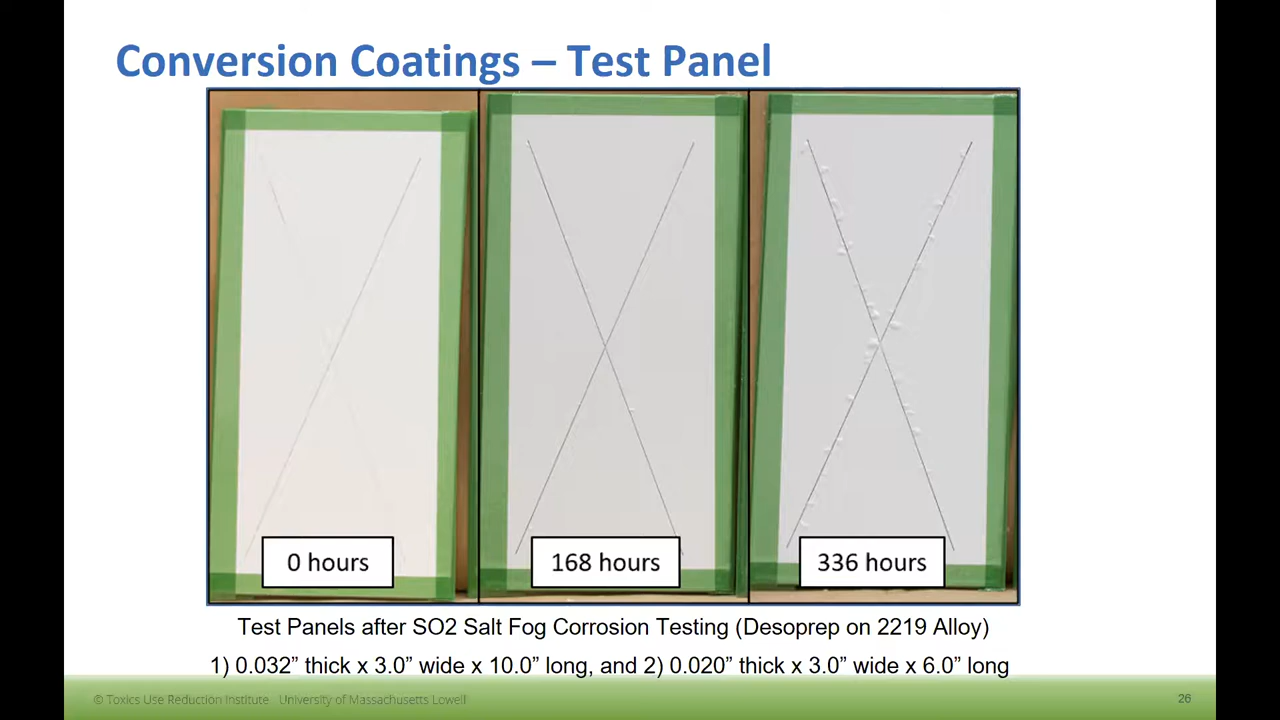 Conversion Coatings – Test Panel
0 hours
168 hours
336 hours
Test Panels after SO2 Salt Fog Corrosion Testing (Desoprep on 2219 Alloy)
1) 0.032” thick x 3.0” wide x 10.0” long, and 2) 0.020” thick x 3.0” wide x 6.0” long
© Toxics Use Reduction Institute University of Massachusetts Lowell
26